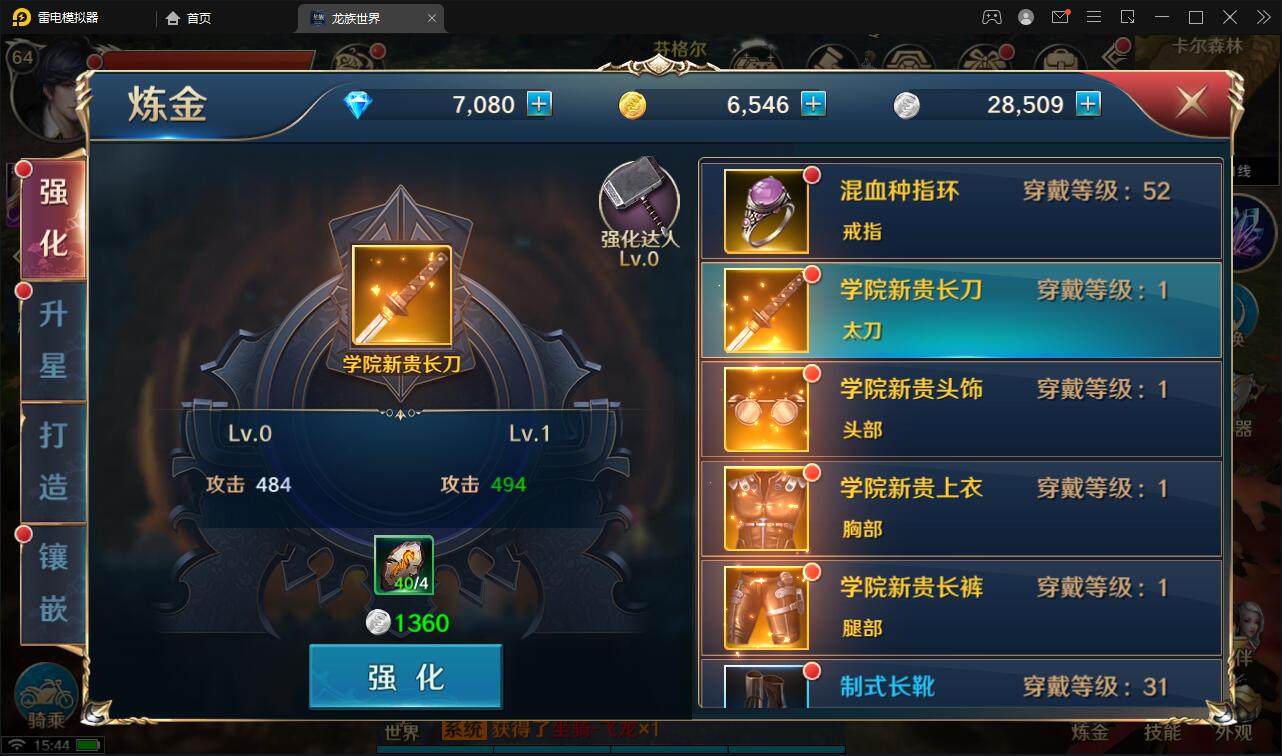 雷电模拟器
首页
龙族世界
64
芬格尔
卡尔森林
炼金
7,080
6,546
28,509
强化
升星
打造
镶嵌
强化达人
Lv.0
学院新贵长刀
Lv.0
Lv.1
攻击 484
攻击 494
40/4
1360
强 化
混血种指环 穿戴等级：52
戒指
学院新贵长刀 穿戴等级：1
太刀
学院新贵头饰 穿戴等级：1
头部
学院新贵上衣 穿戴等级：1
胸部
学院新贵长裤 穿戴等级：1
腿部
制式长靴 穿戴等级：31
线
器
伴
骑乘
世界
系统 获得了坐骑-飞龙×1
炼金
技能
外观
15:44